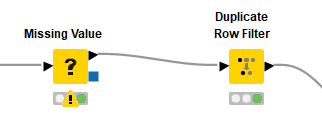 Missing Value
Duplicate
Row Filter
?
!